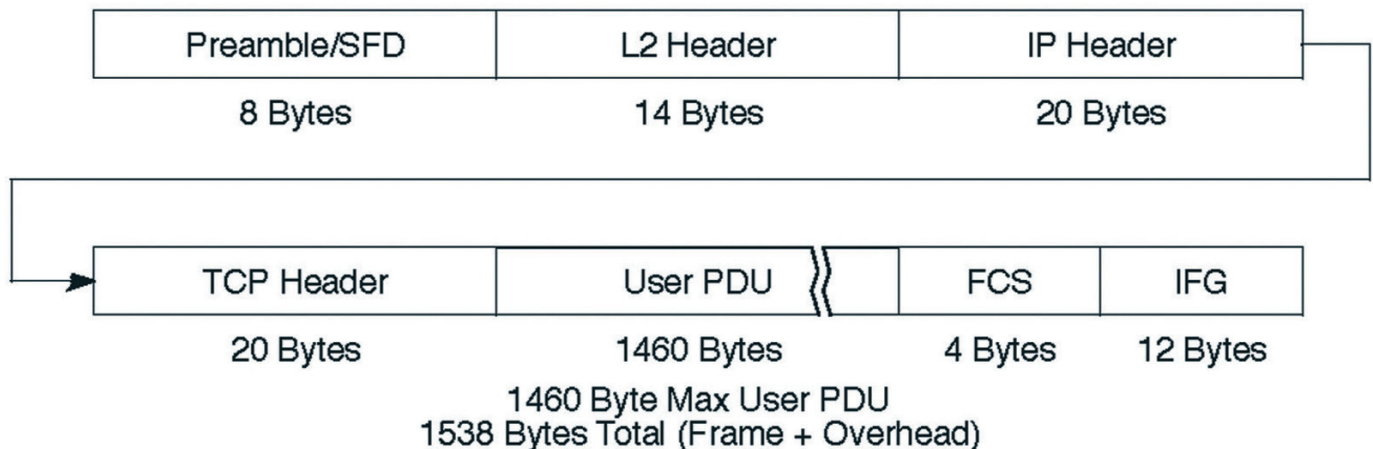 Preamble/SFD L2 Header IP Header
8 Bytes 14 Bytes 20 Bytes
TCP Header User PDU FCS IFG
20 Bytes 1460 Bytes 4 Bytes 12 Bytes
1460 Byte Max User PDU
1538 Bytes Total (Frame + Overhead)